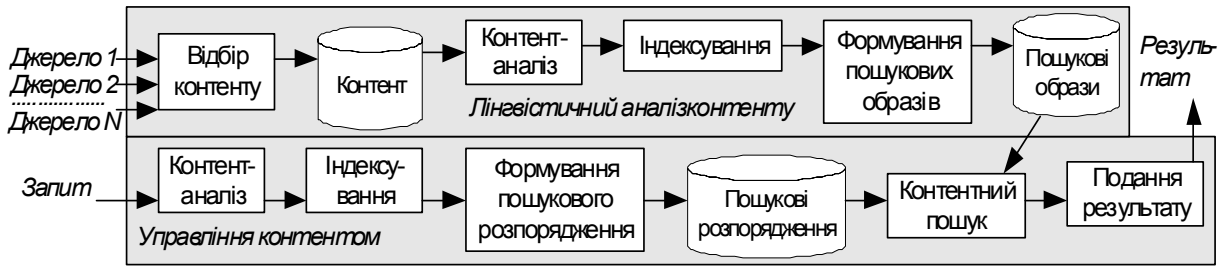 Джерело 1
Джерело 2
..................
Джерело N
Відбір
контенту
Контент
Контент-
аналіз
Індексування
Формування
пошукових
образів
Пошукові
образи
Резуль-
тат
Лінгвістичний аналізконтенту
Запит
Контент-
аналіз
Індексу-
вання
Формування
пошукового
розпорядження
Пошукові
розпорядження
Контентний
пошук
Подання
результату
Управління контентом